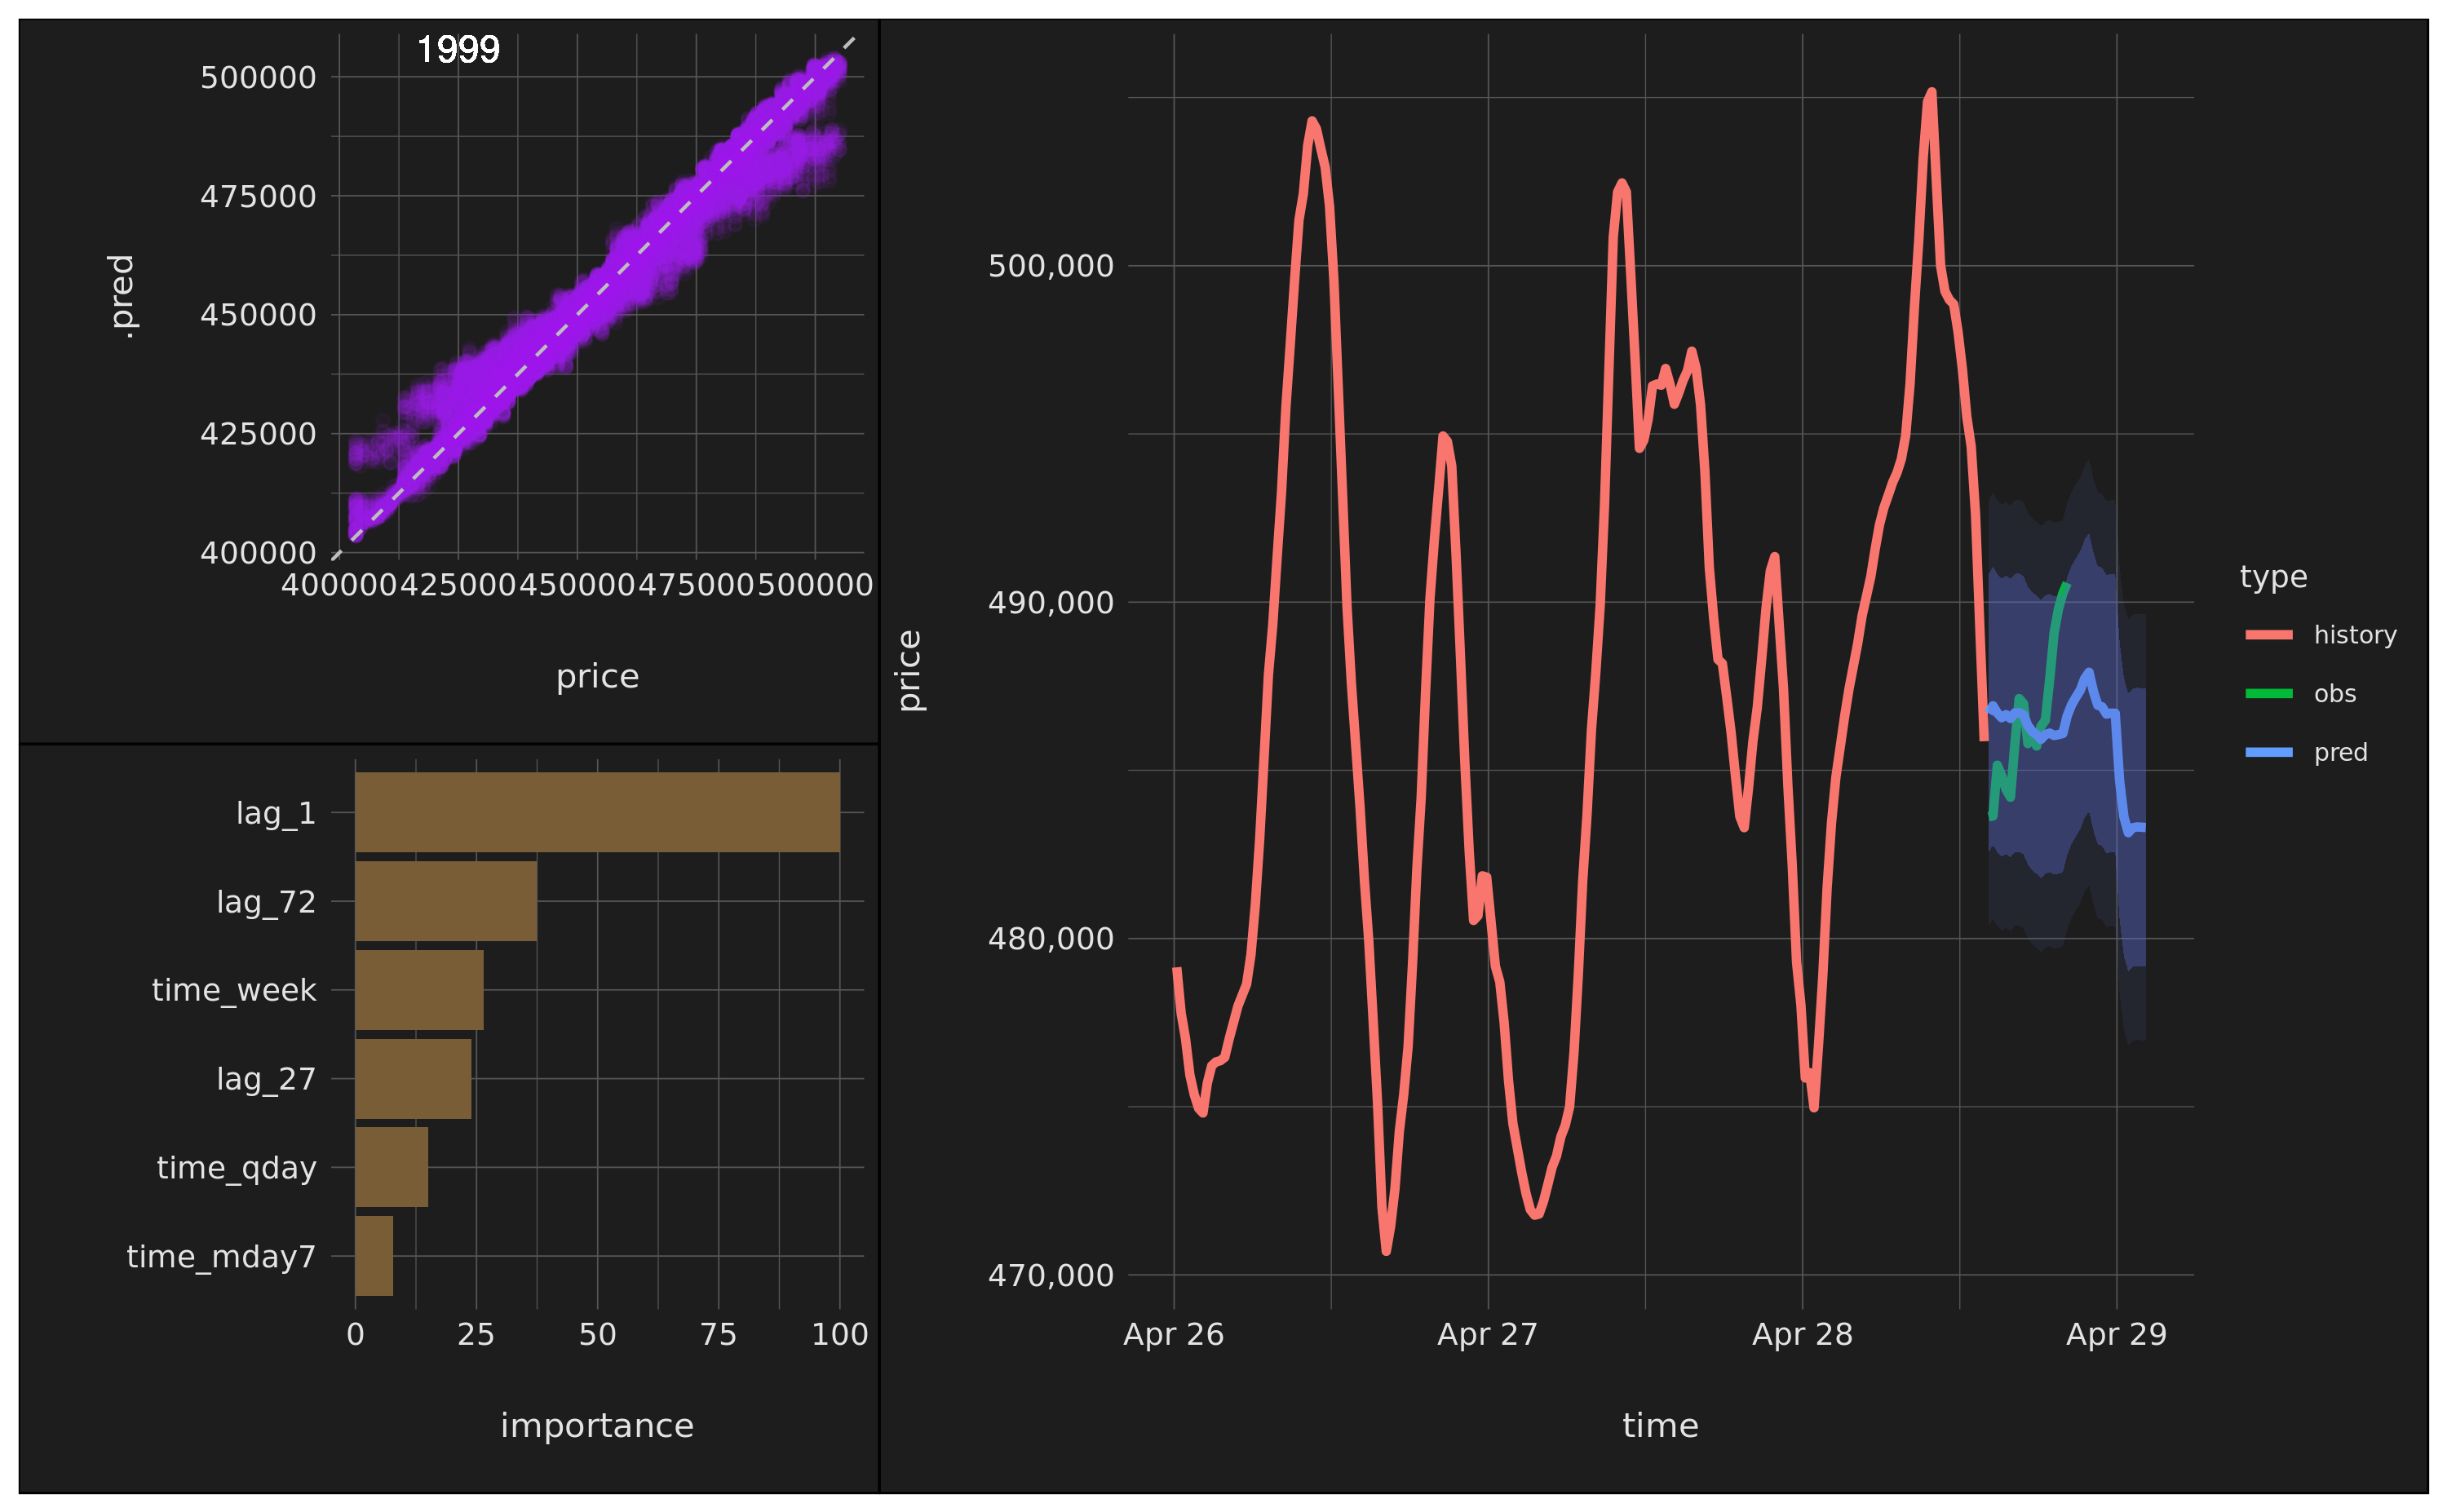 1999
500000
475000
450000
425000
400000
.pred
400000 425000 450000 475000 500000
price
lag_1
lag_72
time_week
lag_27
time_qday
time_mday7
0 25 50 75 100
importance
500,000
490,000
480,000
470,000
price
Apr 26 Apr 27 Apr 28 Apr 29
time
type
history
obs
pred